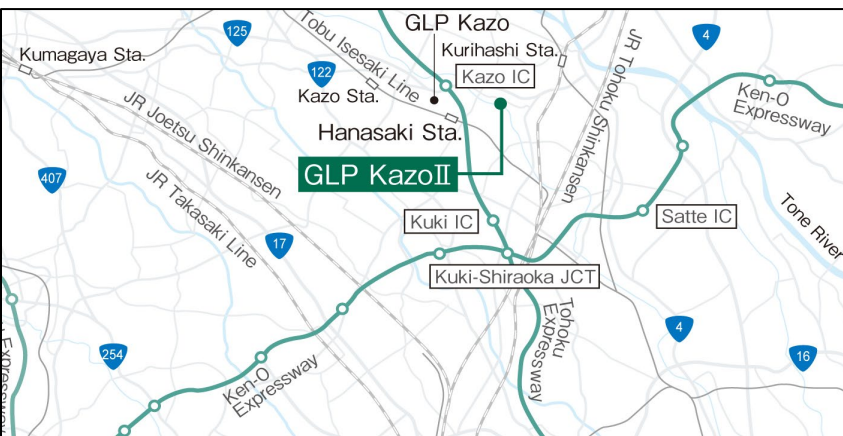 GLP Kazo
125
4
Kumagaya Sta.
Tobu Isesaki Line
Kurihashi Sta.
JR Tohoku Shinkansen
122
Kazo IC
Kazo Sta.
Ken-O
Expressway
JR Joetsu Shinkansen
Hanasaki Sta.
GLP KazoⅡ
407
JR Takasaki Line
Kuki IC
Satte IC
Tone River
17
Kuki-Shiraoka JCT
Tohoku
Expressway
4
254
16
Ken-O
Expressway
Expressway